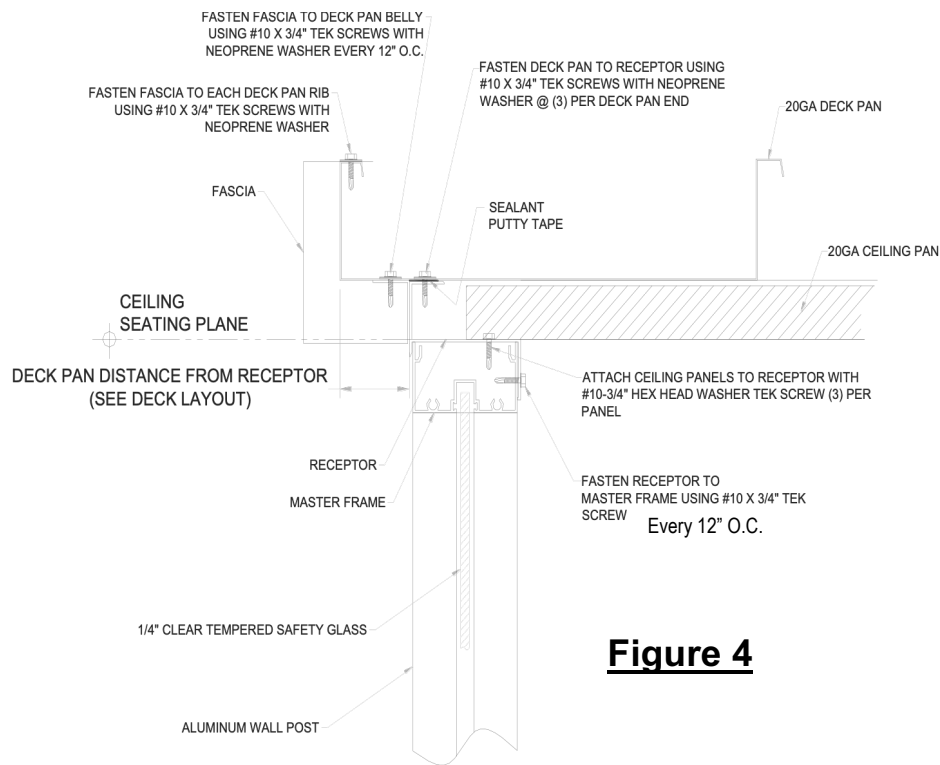 FASTEN FASCIA TO DECK PAN BELLY
USING #10 X 3/4" TEK SCREWS WITH
NEOPRENE WASHER EVERY 12" O.C.
FASTEN DECK PAN TO RECEPTOR USING
#10 X 3/4" TEK SCREWS WITH NEOPRENE
WASHER @ (3) PER DECK PAN END
FASTEN FASCIA TO EACH DECK PAN RIB
USING #10 X 3/4" TEK SCREWS WITH
NEOPRENE WASHER
20GA DECK PAN
FASCIA
SEALANT
PUTTY TAPE
20GA CEILING PAN
CEILING
SEATING PLANE
DECK PAN DISTANCE FROM RECEPTOR
(SEE DECK LAYOUT)
ATTACH CEILING PANELS TO RECEPTOR WITH
#10-3/4" HEX HEAD WASHER TEK SCREW (3) PER
PANEL
RECEPTOR
MASTER FRAME
FASTEN RECEPTOR TO
MASTER FRAME USING #10 X 3/4" TEK
SCREW
Every 12” O.C.
1/4" CLEAR TEMPERED SAFETY GLASS
Figure 4
ALUMINUM WALL POST